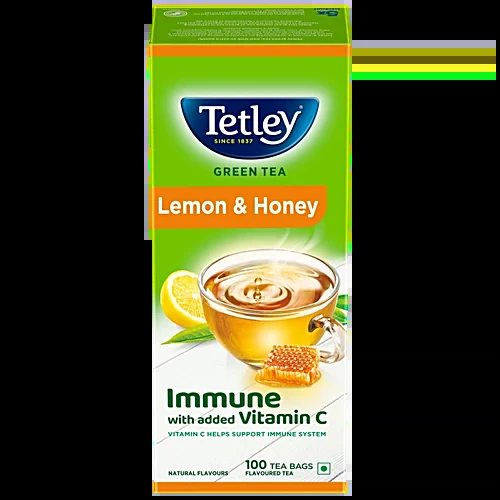 Tetley
SINCE 1837
GREEN TEA
Lemon & Honey
Immune
with added Vitamin C
VITAMIN C HELPS SUPPORT IMMUNE SYSTEM
NATURAL FLAVOURS
100 TEA BAGS
FLAVOURED TEA